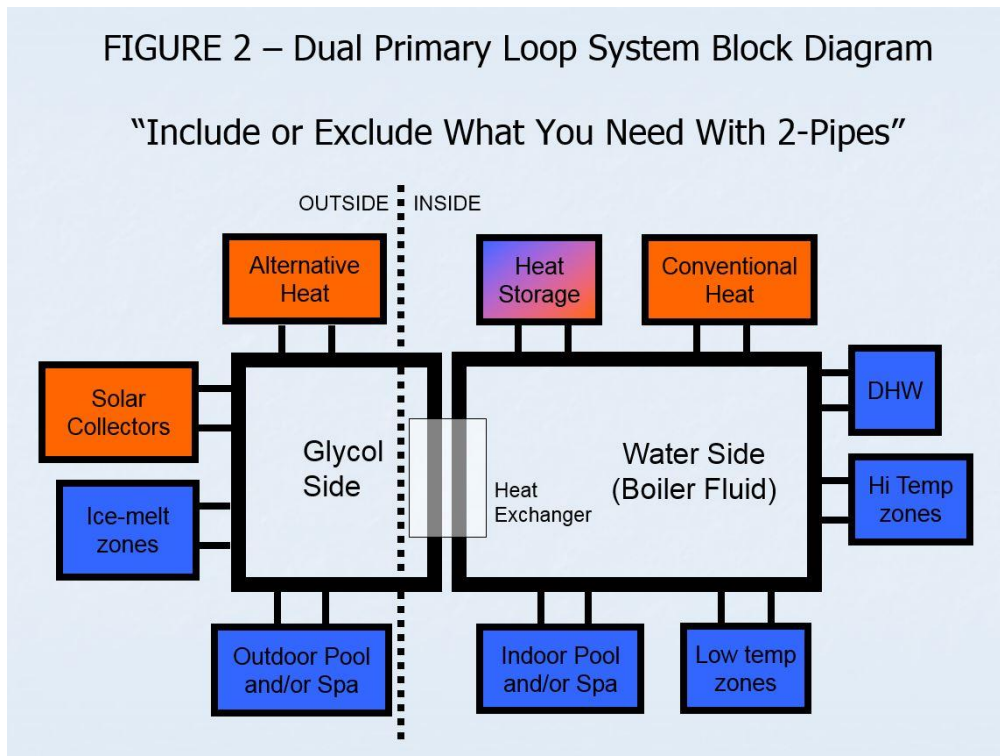 FIGURE 2 – Dual Primary Loop System Block Diagram
“Include or Exclude What You Need With 2-Pipes”
OUTSIDE
INSIDE
Alternative
Heat
Heat
Storage
Conventional
Heat
Solar
Collectors
DHW
Glycol
Side
Water Side
(Boiler Fluid)
Heat
Exchanger
Hi Temp
zones
Ice-melt
zones
Outdoor Pool
and/or Spa
Indoor Pool
and/or Spa
Low temp
zones